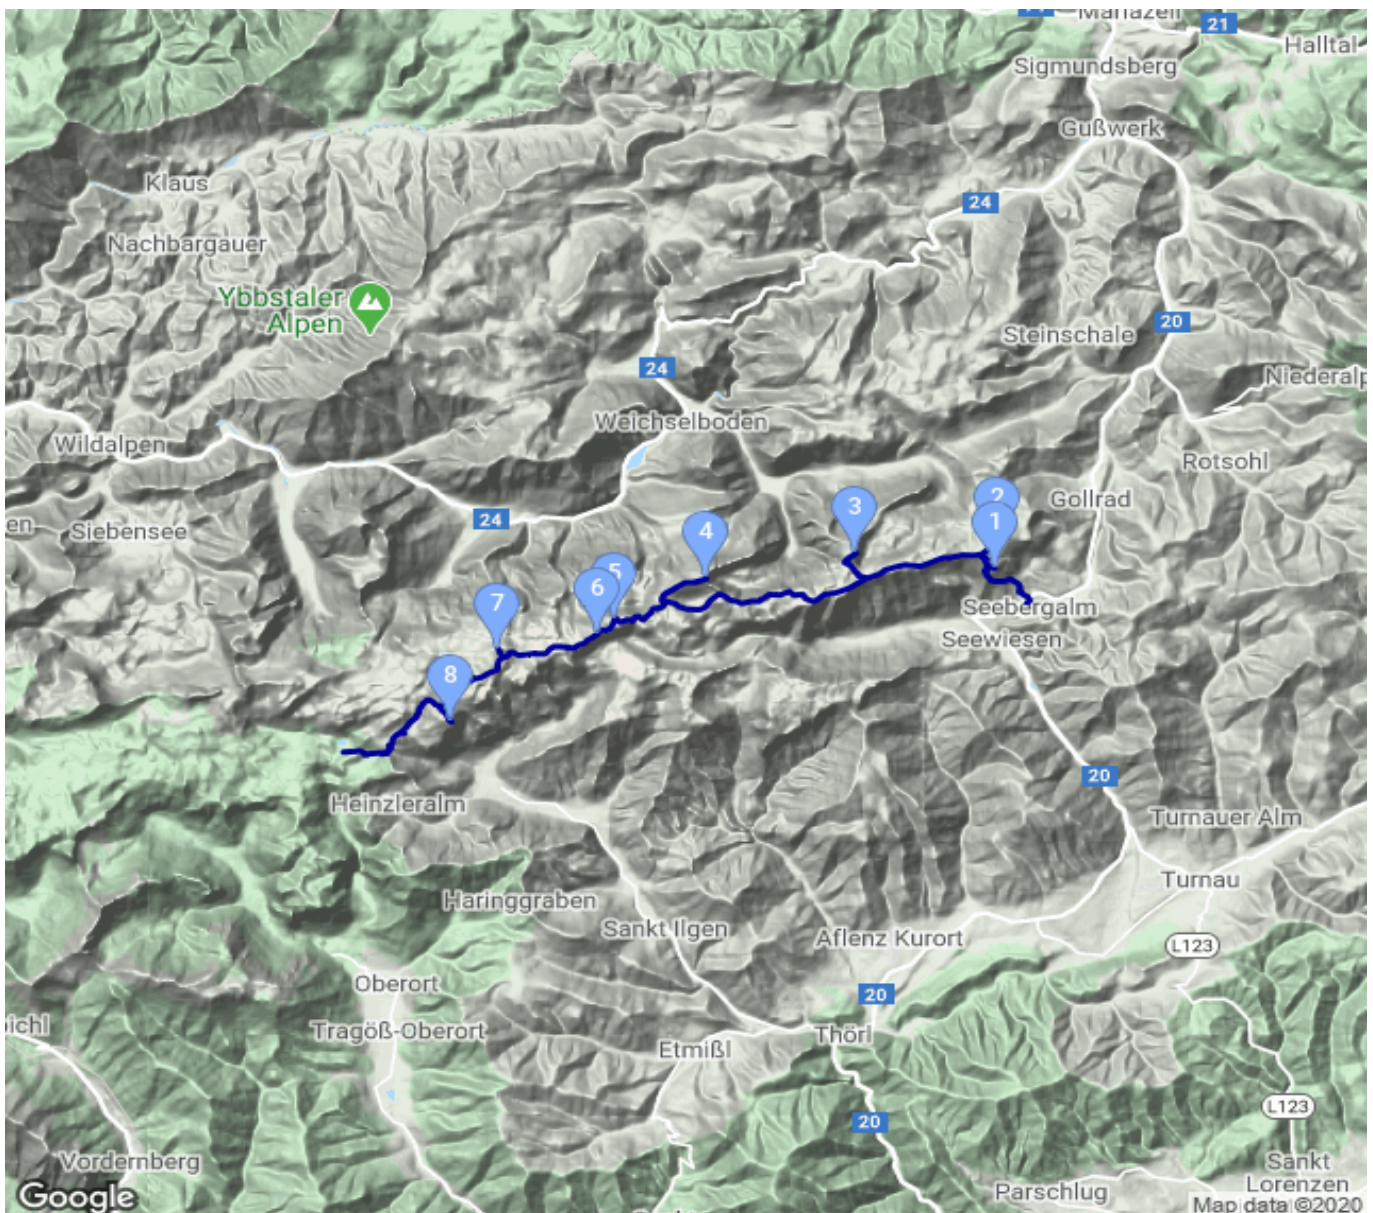 Mariazell
21
Halltal
Sigmundsberg
Gußwerk
Klaus
24
Nachbargauer
Ybbstaler
Alpen
20
Steinschale
24
Niederalp
Weichselboden
Wildalpen
Rotsohl
2
Gollrad
3
1
en
Siebensee
24
4
5
6
7
Seebergalm
Seewiesen
8
20
Heinzleralm
Turnauer Alm
Turnau
Haringgraben
Sankt Ilgen
Aflenz Kurort
L123
Oberort
20
Tragöß-Oberort
Thörl
Etmißl
L123
20
Vordernberg
Sankt
Lorenzen
Parschlug
Google
Map data ©2020